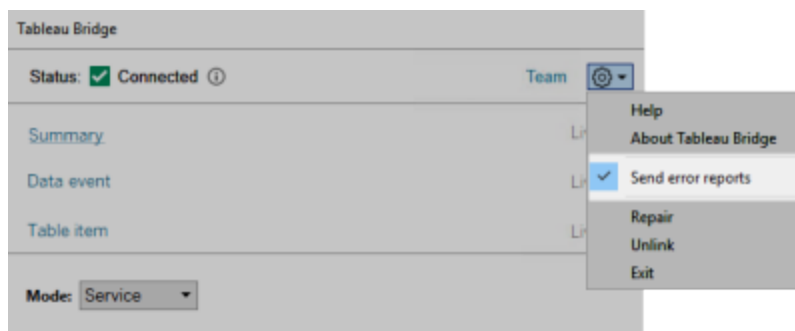 Tableau Bridge
Status: Connected
Team
Help
About Tableau Bridge
Send error reports
Repair
Unlink
Exit
Summary
Data event
Table item
Mode: Service